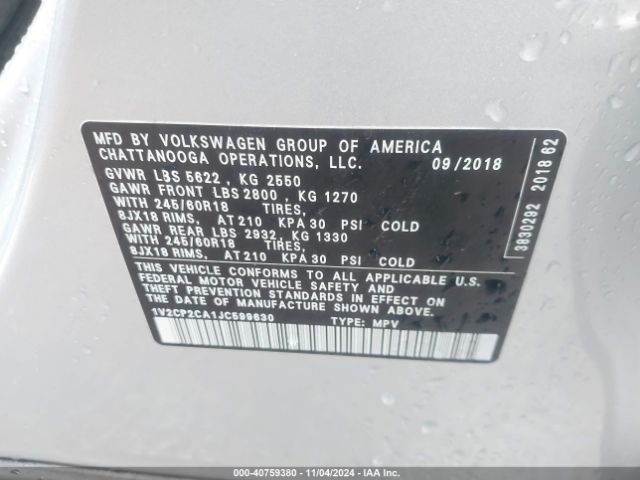 MFD BY VOLKSWAGEN GROUP OF AMERICA
CHATTANOOGA OPERATIONS, LLC. 09/2018
GVWR LBS 5622 , KG 2550
GAWR FRONT LBS 2800 , KG 1270
WITH 245/60R18 TIRES,
8JX18 RIMS, AT 210 KPA 30 PSI COLD
GAWR REAR LBS 2932, KG 1330
WITH 245/60R18 TIRES,
8JX18 RIMS, AT 210 KPA 30 PSI COLD
THIS VEHICLE CONFORMS TO ALL APPLICABLE U.S.
FEDERAL MOTOR VEHICLE SAFETY AND
THEFT PREVENTION STANDARDS IN EFFECT ON THE
DATE OF MANUFACTURE SHOWN ABOVE.
1V2CP2CA1JC599630 TYPE: MPV
3830292 2018 62
000-40759380 - 11/04/2024 - IAA Inc.